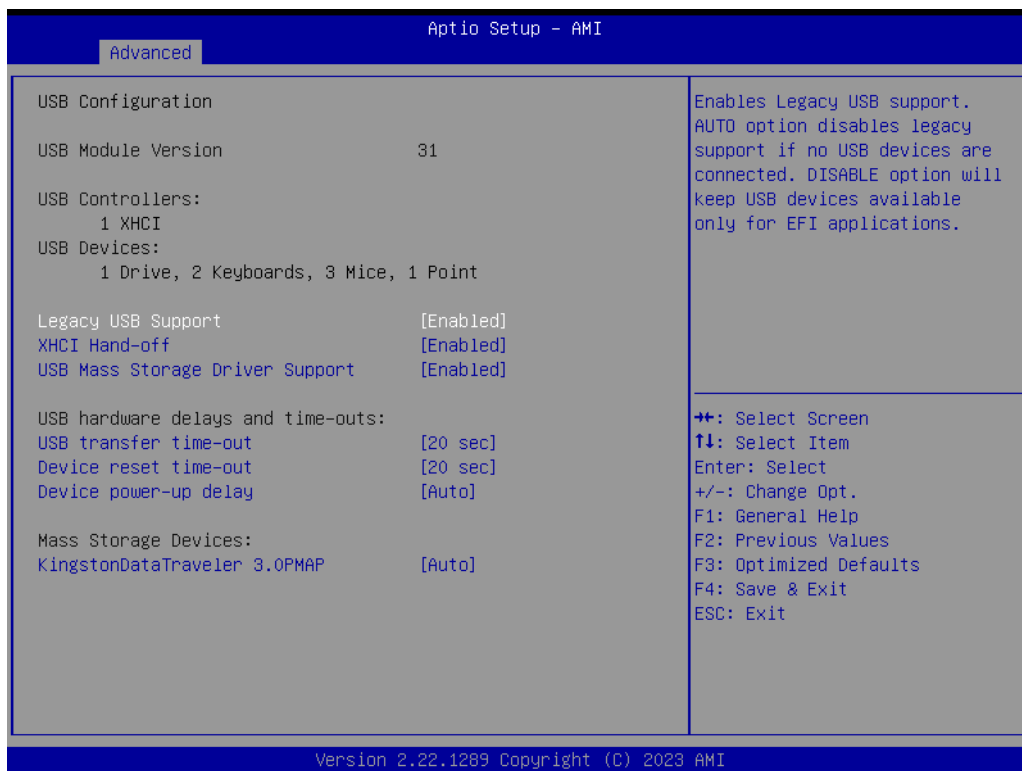 Aptio Setup – AMI
Advanced
USB Configuration
USB Module Version 31
USB Controllers:
1 XHCI
USB Devices:
1 Drive, 2 Keyboards, 3 Mice, 1 Point
Legacy USB Support [Enabled]
XHCI Hand-off [Enabled]
USB Mass Storage Driver Support [Enabled]
USB hardware delays and time-outs:
USB transfer time-out [20 sec]
Device reset time-out [20 sec]
Device power-up delay [Auto]
Mass Storage Devices:
KingstonDataTraveler 3.0PMAP [Auto]
Enables Legacy USB support.
AUTO option disables legacy
support if no USB devices are
connected. DISABLE option will
keep USB devices available
only for EFI applications.
→←: Select Screen
↑↓: Select Item
Enter: Select
+/-: Change Opt.
F1: General Help
F2: Previous Values
F3: Optimized Defaults
F4: Save & Exit
ESC: Exit
Version 2.22.1289 Copyright (C) 2023 AMI